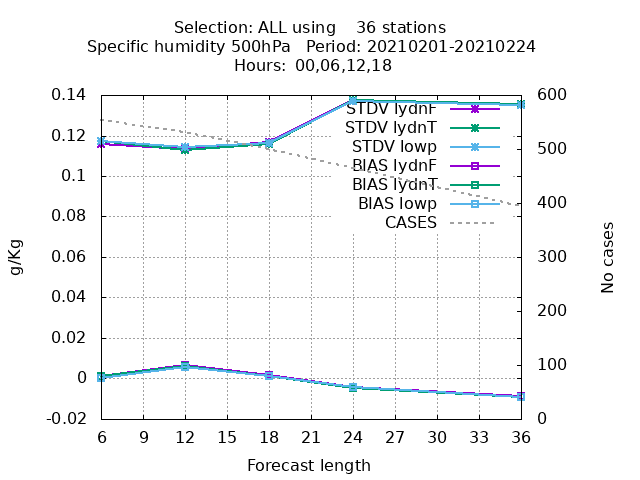 Selection: ALL using    36 stations
Specific humidity 500hPa   Period: 20210201-20210224
Hours: 00,06,12,18
0.14
0.12
0.1
0.08
0.06
0.04
0.02
0
-0.02
g/Kg
STDV lydnF
STDV lydnT
STDV lowp
BIAS lydnF
BIAS lydnT
BIAS lowp
CASES
600
500
400
300
200
100
0
No cases
6 9 12 15 18 21 24 27 30 33 36
Forecast length